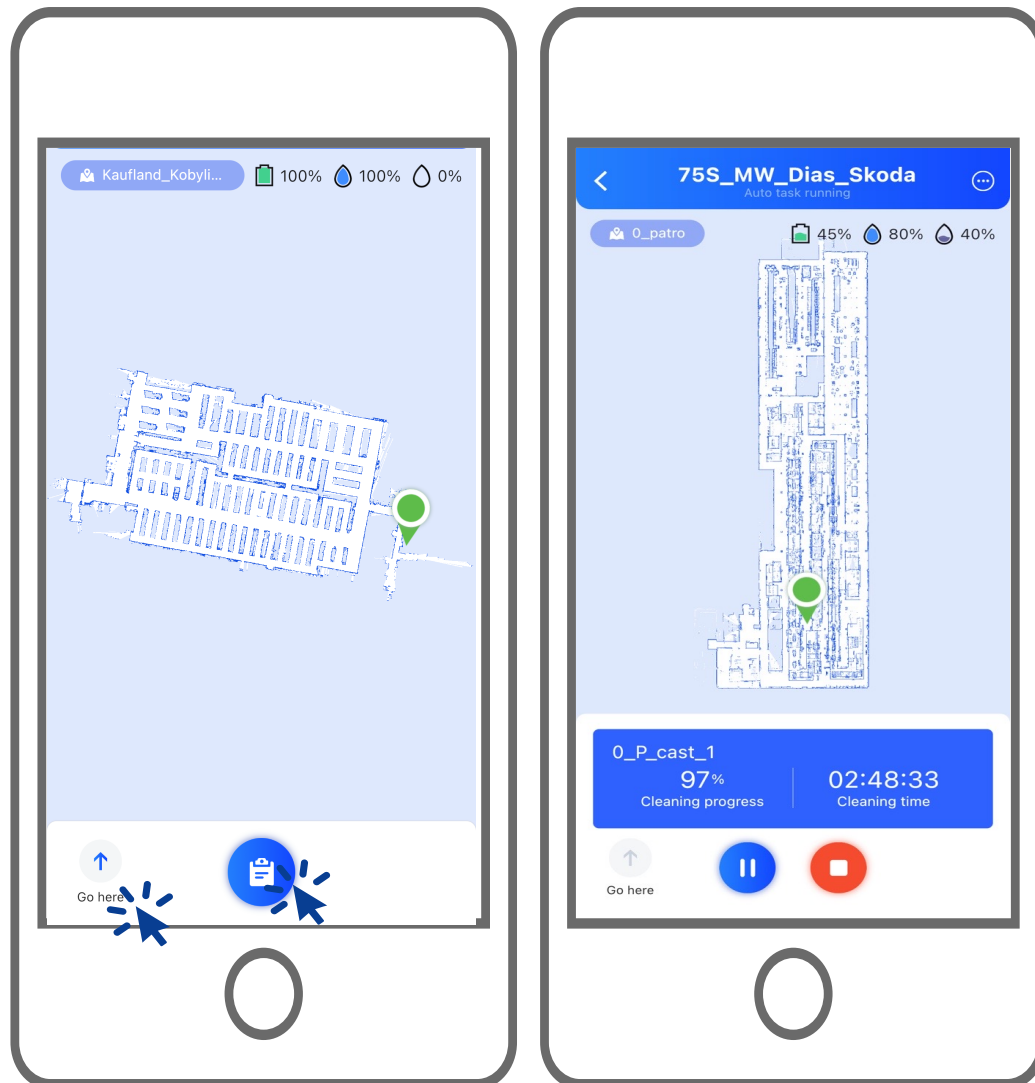 Kaufland_Kobyli... 100% 100% 0%
Go here
75S_MW_Dias_Skoda
Auto task running
0_patro 45% 80% 40%
0_P_cast_1
97% 02:48:33
Cleaning progress Cleaning time
Go here